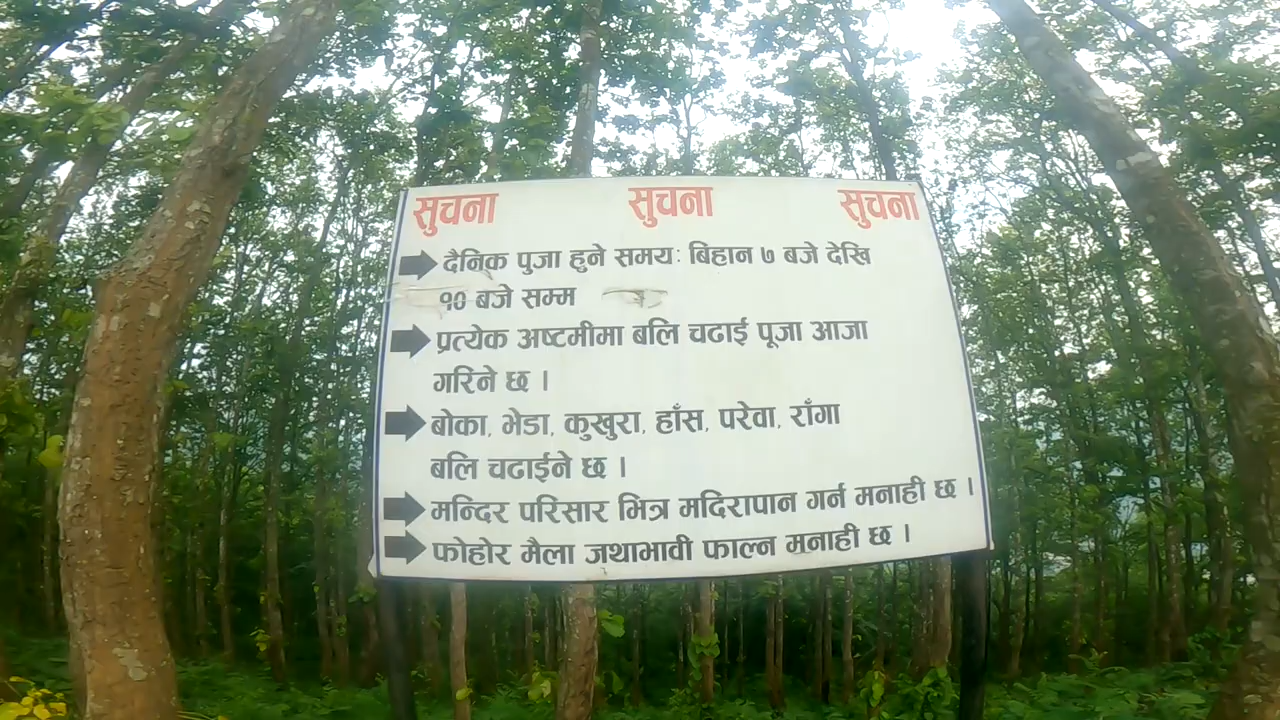 सुचना सुचना सुचना
दैनिक पुजा हुने समयः बिहान ७ बजे देखि
१० बजे सम्म
प्रत्येक अष्टमीमा बलि चढाई पूजा आजा
गरिने छ ।
बोका, भेडा, कुखुरा, हाँस, परेवा, राँगा
बलि चढाईने छ ।
मन्दिर परिसार भित्र मदिरापान गर्न मनाही छ ।
फोहोर मैला जथाभावी फाल्न मनाही छ ।